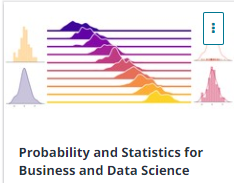 Probability and Statistics for
Business and Data Science